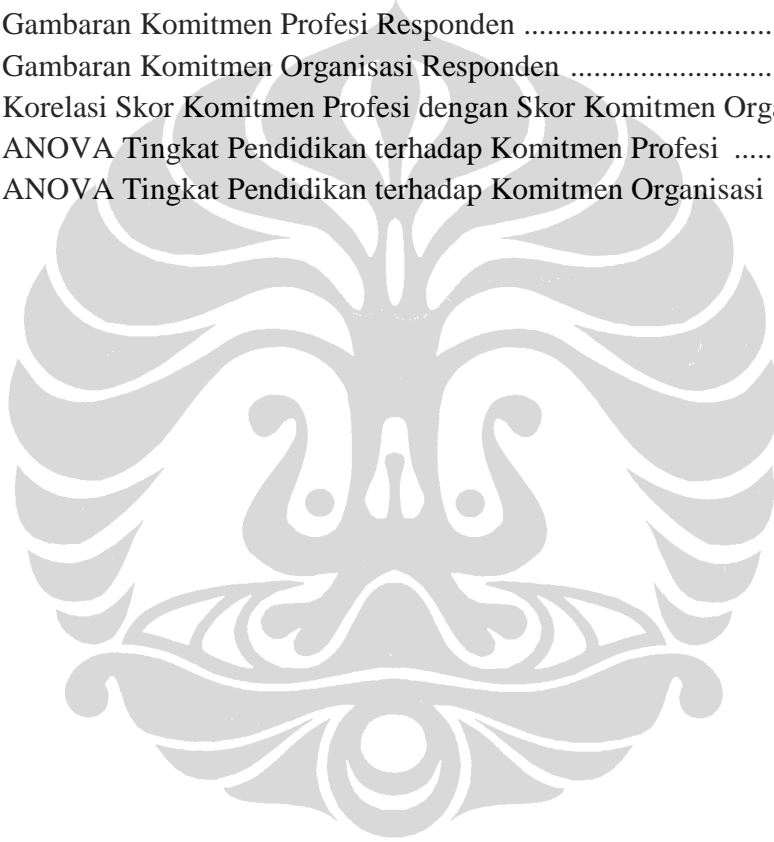 Gambaran Komitmen Profesi Responden ...............................
Gambaran Komitmen Organisasi Responden .........................
Korelasi Skor Komitmen Profesi dengan Skor Komitmen
ANOVA Tingkat Pendidikan terhadap Komitmen Profesi ......
ANOVA Tingkat Pendidikan terhadap Komitmen Organisasi